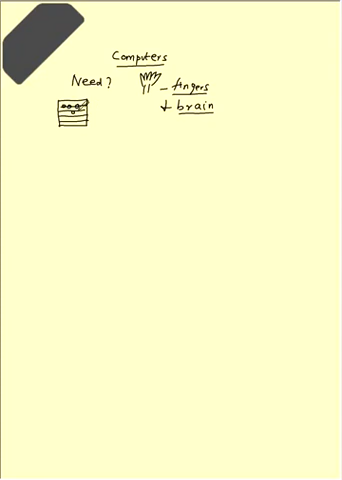 Computers
Need?
- fingers
↓ brain